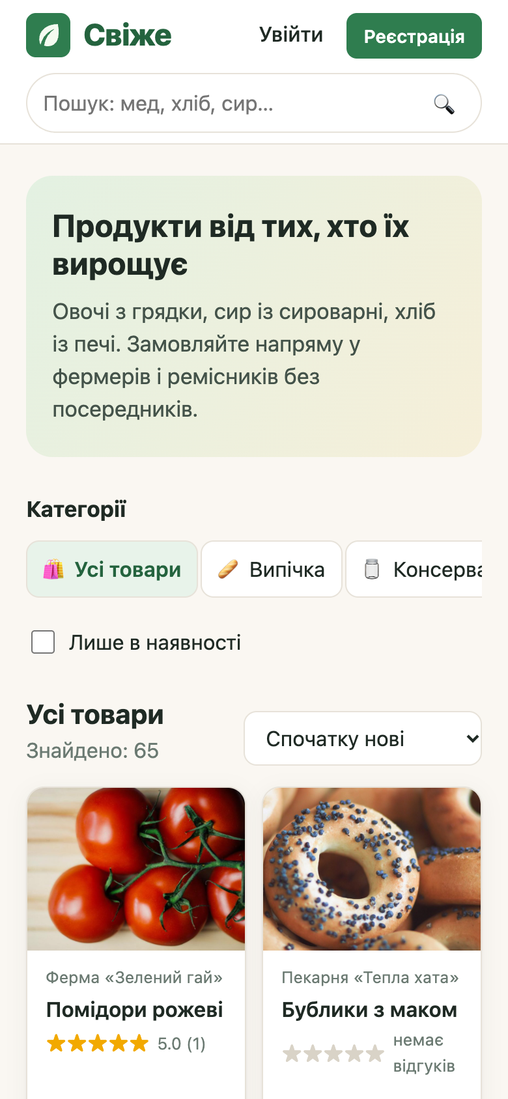 Свіже
Увійти
Реєстрація
Пошук: мед, хліб, сир...
Продукти від тих, хто їх
вирощує
Овочі з грядки, сир із сироварні, хліб
із печі. Замовляйте напряму у
фермерів і ремісників без
посередників.
Категорії
Усі товари
Випічка
Консерва
Лише в наявності
Усі товари
Знайдено: 65
Спочатку нові
Ферма «Зелений гай»
Помідори рожеві
5.0 (1)
Пекарня «Тепла хата»
Бублики з маком
немає
відгуків